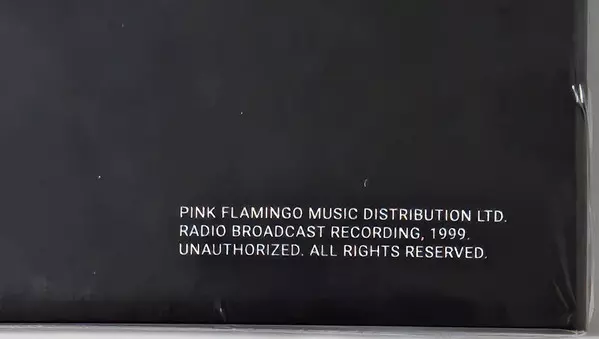 PINK FLAMINGO MUSIC DISTRIBUTION LTD.
RADIO BROADCAST RECORDING, 1999.
UNAUTHORIZED. ALL RIGHTS RESERVED.